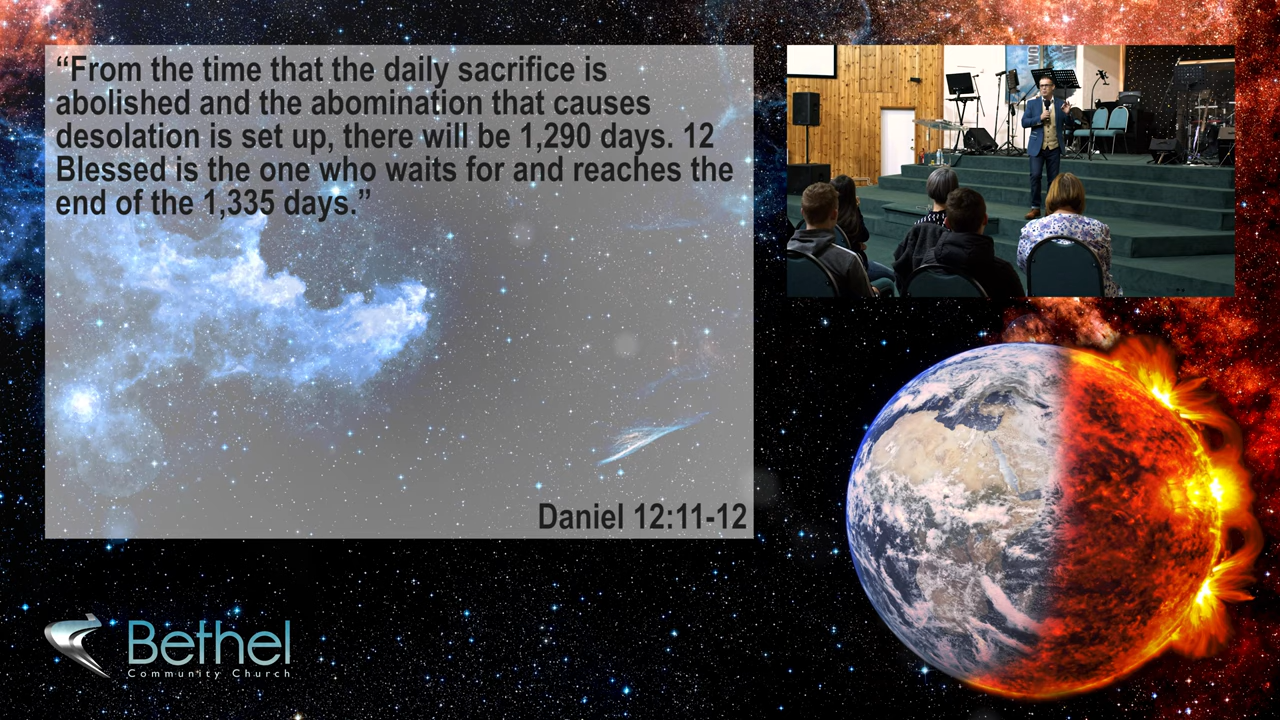 “From the time that the daily sacrifice is
abolished and the abomination that causes
desolation is set up, there will be 1,290 days. 12
Blessed is the one who waits for and reaches the
end of the 1,335 days.”
Daniel 12:11-12
Bethel
Community Church